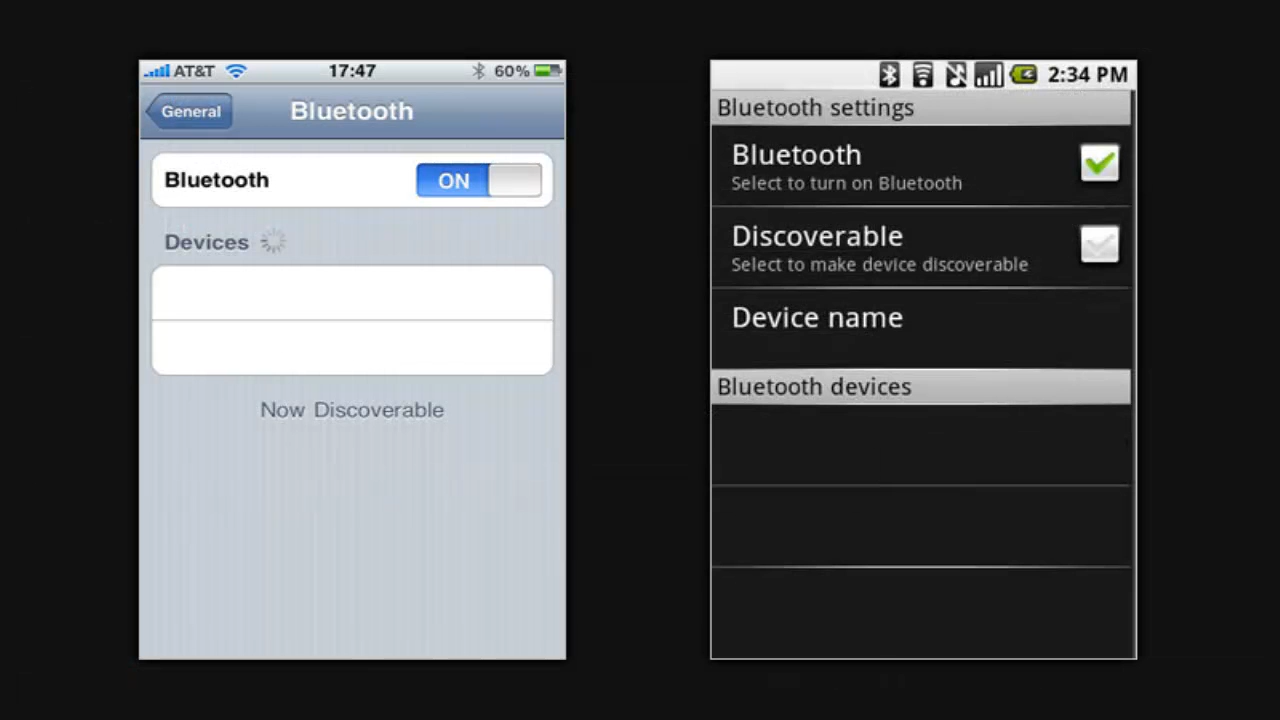 AT&T 17:47 60%
General Bluetooth
Bluetooth ON
Devices
Now Discoverable
2:34 PM
Bluetooth settings
Bluetooth
Select to turn on Bluetooth
Discoverable
Select to make device discoverable
Device name
Bluetooth devices